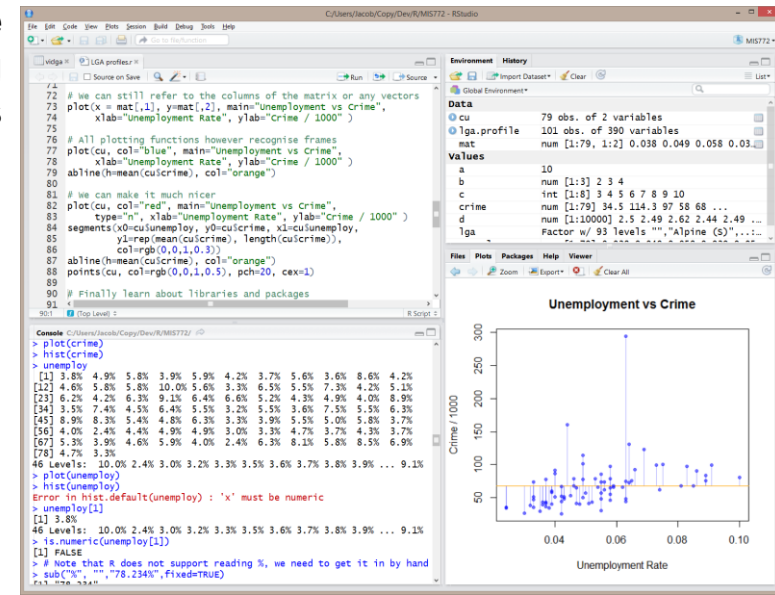 C:/Users/Jacob/Copy/Dev/R/MIS772 - RStudio
File Edit Code View Plots Session Build Debug Tools Help
Go to file/function
MIS772
vidga × LGA profiles.r ×
Source on Save Run Source
72 # We can still refer to the columns of the matrix or any vectors
73 plot(x = mat[,1], y=mat[,2], main="Unemployment vs Crime",
74 xlab="Unemployment Rate", ylab="Crime / 1000" )
75
76 # All plotting functions however recognise frames
77 plot(cu, col="blue", main="Unemployment vs Crime",
78 xlab="Unemployment Rate", ylab="Crime / 1000" )
79 abline(h=mean(cu$crime), col="orange")
80
81 # We can make it much nicer
82 plot(cu, col="red", main="Unemployment vs Crime",
83 type="n", xlab="Unemployment Rate", ylab="Crime / 1000" )
84 segments(x0=cu$unemploy, y0=cu$crime, x1=cu$unemploy,
85 y1=rep(mean(cu$crime), length(cu$crime)),
86 col=rgb(0,0,1,0.3))
87 abline(h=mean(cu$crime), col="orange")
88 points(cu, col=rgb(0,0,1,0.5), pch=20, cex=1)
89
90 # Finally learn about libraries and packages
91
90:1 (Top Level) R Script
Console C:/Users/Jacob/Copy/Dev/R/MIS772/
> plot(crime)
> hist(crime)
> unemploy
[1] 3.8% 4.9% 5.8% 3.9% 5.9% 4.2% 3.7% 5.6% 3.6% 8.6% 4.2%
[12] 4.6% 5.8% 5.8% 10.0% 5.6% 3.3% 6.5% 5.5% 7.3% 4.2% 5.1%
[23] 6.2% 4.2% 6.3% 9.1% 6.4% 6.6% 5.2% 4.3% 4.9% 4.0% 8.9%
[34] 3.5% 7.4% 4.5% 6.4% 5.5% 3.2% 5.5% 3.6% 7.5% 5.5% 6.3%
[45] 8.9% 8.3% 5.4% 4.8% 6.3% 3.3% 3.9% 5.5% 5.0% 5.8% 3.7%
[56] 4.0% 2.4% 4.4% 4.9% 4.9% 3.0% 3.3% 4.7% 3.7% 4.3% 3.7%
[67] 5.3% 3.9% 4.6% 5.9% 4.0% 2.4% 6.3% 8.1% 5.8% 8.5% 6.9%
[78] 4.7% 3.3%
46 Levels: 10.0% 2.4% 3.0% 3.2% 3.3% 3.5% 3.6% 3.7% 3.8% 3.9% ... 9.1%
> plot(unemploy)
> hist(unemploy)
Error in hist.default(unemploy) : 'x' must be numeric
> unemploy[1]
[1] 3.8%
46 Levels: 10.0% 2.4% 3.0% 3.2% 3.3% 3.5% 3.6% 3.7% 3.8% 3.9% ... 9.1%
> is.numeric(unemploy[1])
[1] FALSE
> # Note that R does not support reading %, we need to get it in by hand
> sub("%", "","78.234%",fixed=TRUE)
[1] "78.234"
Environment History
Import Dataset Clear List
Global Environment
Data
cu 79 obs. of 2 variables
lga.profile 101 obs. of 390 variables
mat num [1:79, 1:2] 0.038 0.049 0.058 0.03…
Values
a 10
b num [1:3] 2 3 4
c int [1:8] 3 4 5 6 7 8 9 10
crime num [1:79] 34.5 114.3 97 58 68 ...
d num [1:10000] 2.5 2.49 2.62 2.44 2.49 ...
lga Factor w/ 93 levels "","Alpine (S)",..:…
Files Plots Packages Help Viewer
Zoom Export Clear All
Unemployment vs Crime
300
250
200
150
100
50
Crime / 1000
0.04 0.06 0.08 0.10
Unemployment Rate